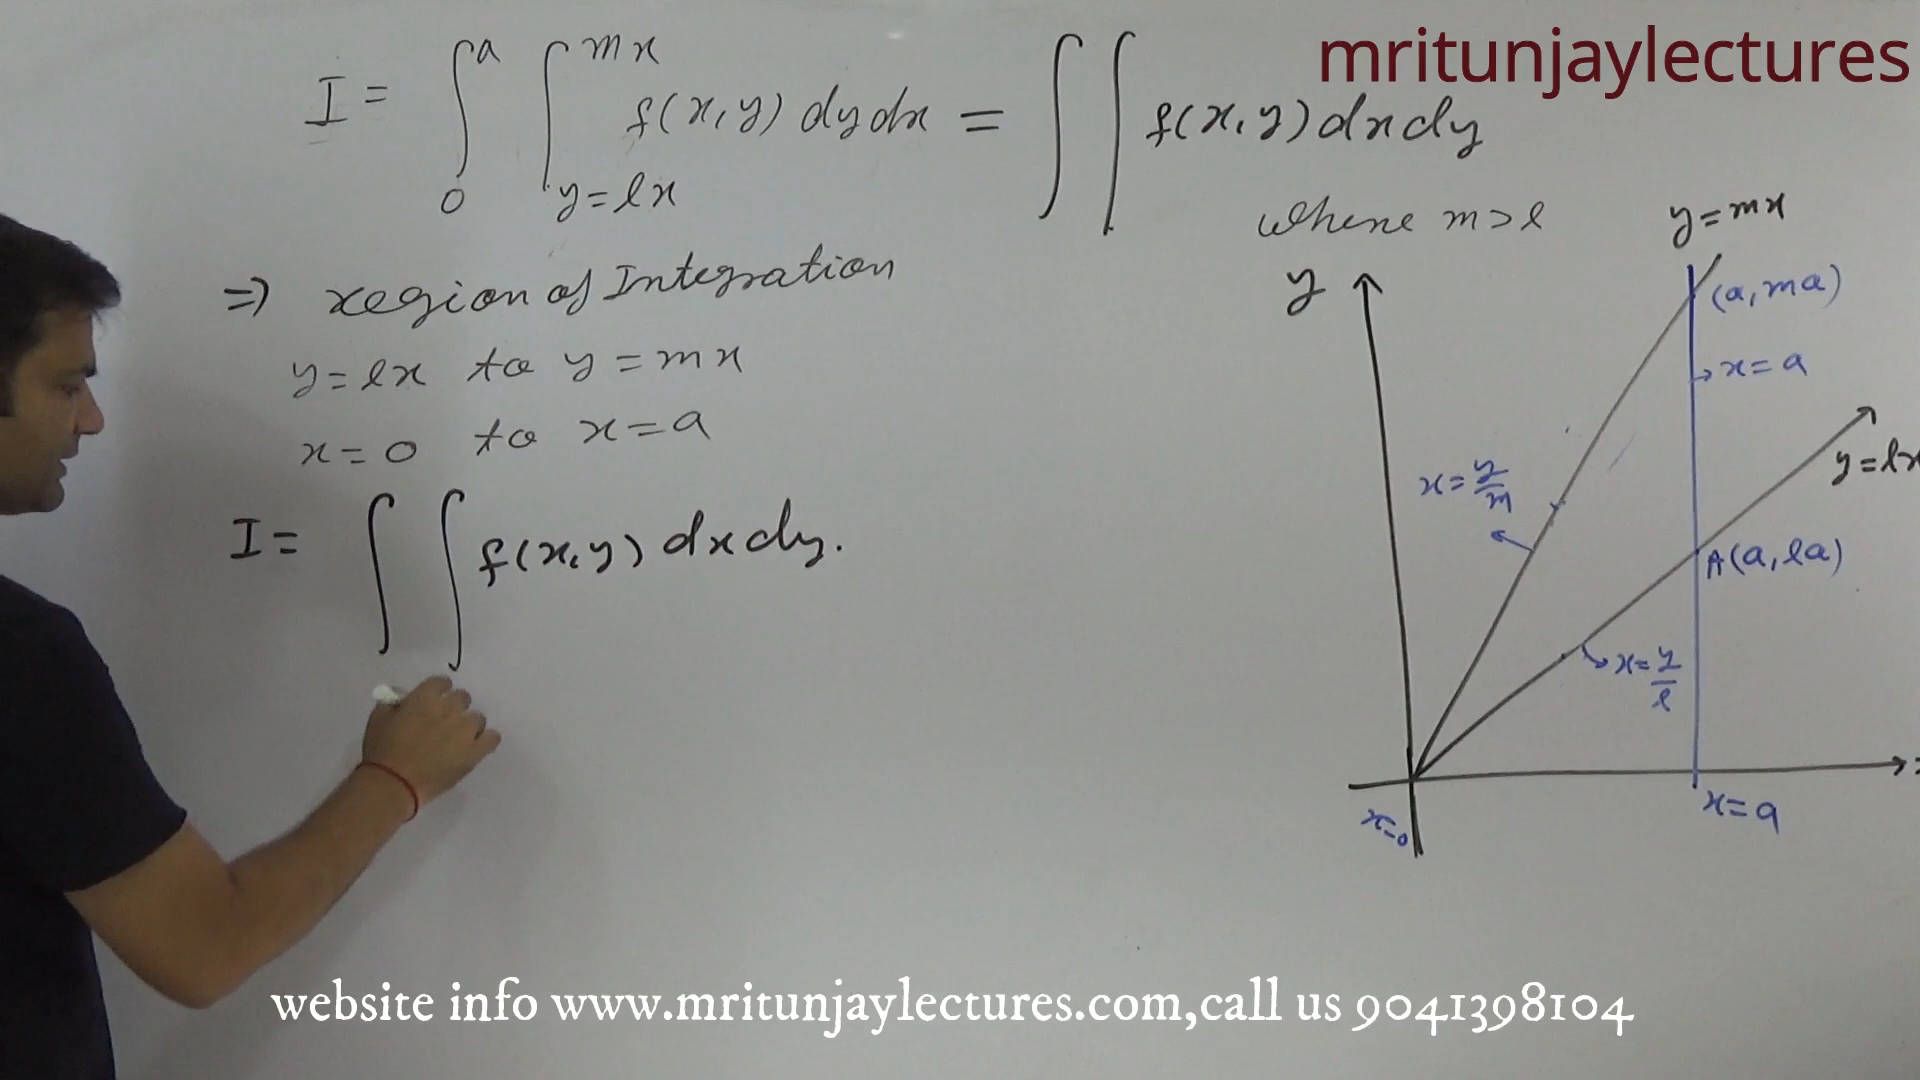 mritunjaylectures
I = ∫₀ᵃ ∫_{y=lx}^{mx} f(x,y) dy dx = ∫∫ f(x,y) dx dy
where m>l
⇒ region of Integration
y=lx to y=mx
x=0 to x=a
I = ∫∫ f(x,y) dx dy.
y
y=mx
(a,ma)
→ x=a
y=lx
x=y/m
A(a,la)
x=y/l
x=0
x=a
website info www.mritunjaylectures.com,call us 9041398104